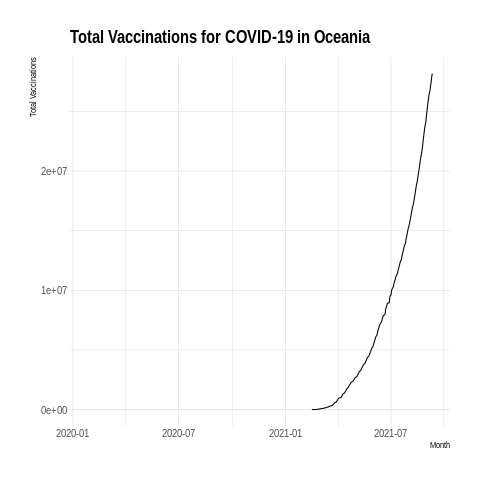 Total Vaccinations for COVID-19 in Oceania
Total Vaccinations
2e+07
1e+07
0e+00
2020-01
2020-07
2021-01
2021-07
Month